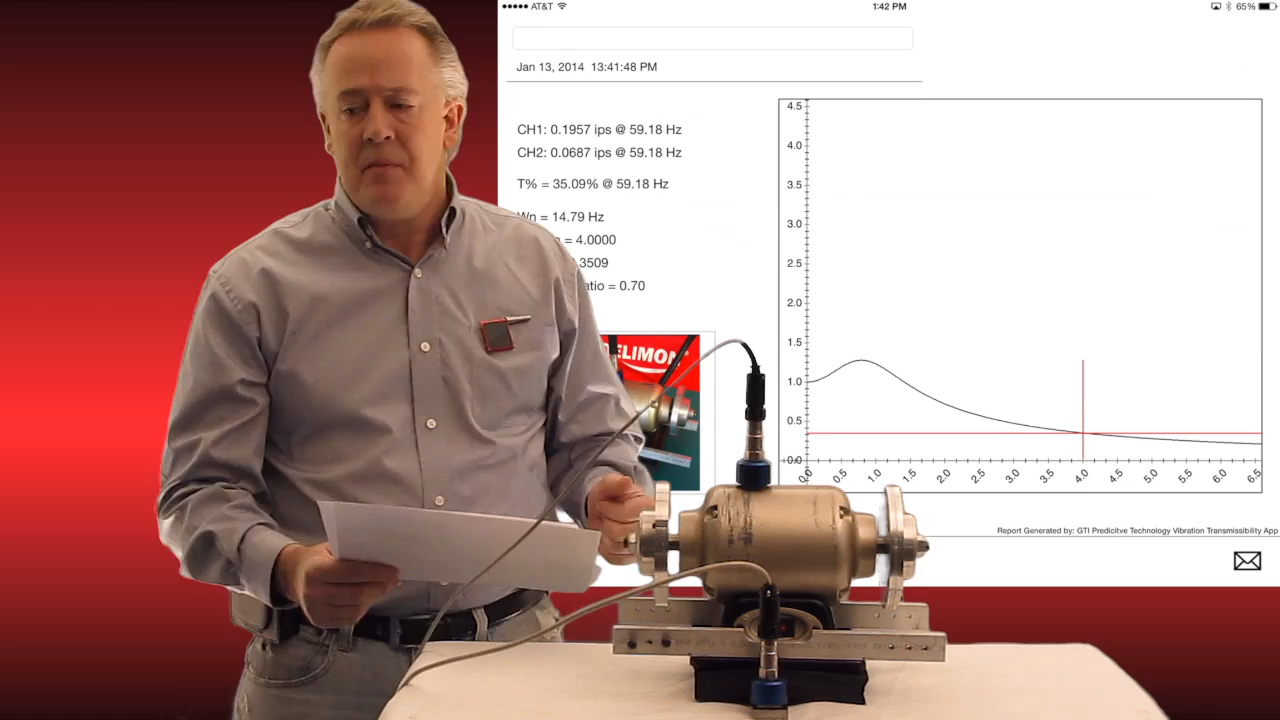 AT&T
1:42 PM
65%
Jan 13, 2014 13:41:48 PM
CH1: 0.1957 ips @ 59.18 Hz
CH2: 0.0687 ips @ 59.18 Hz
T% = 35.09% @ 59.18 Hz
Wn = 14.79 Hz
= 4.0000
.3509
atio = 0.70
ELIMON®
4.5
4.0
3.5
3.0
2.5
2.0
1.5
1.0
0.5
0.0
0.0 0.5 1.0 1.5 2.0 2.5 3.0 3.5 4.0 4.5 5.0 5.5 6.0 6.5
Report Generated by: GTI Predicitve Technology Vibration Transmissibility App